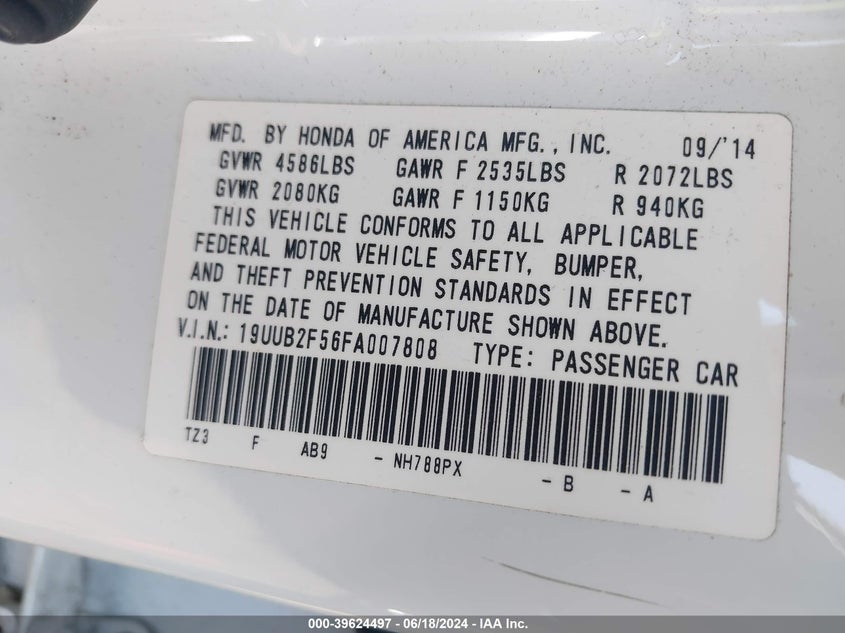 MFD. BY HONDA OF AMERICA MFG., INC. 09/'14
GVWR 4586LBS GAWR F 2535LBS R 2072LBS
GVWR 2080KG GAWR F 1150KG R 940KG
THIS VEHICLE CONFORMS TO ALL APPLICABLE
FEDERAL MOTOR VEHICLE SAFETY, BUMPER,
AND THEFT PREVENTION STANDARDS IN EFFECT
ON THE DATE OF MANUFACTURE SHOWN ABOVE.
V.I.N.: 19UUB2F56FA007808 TYPE: PASSENGER CAR
TZ3 F AB9 - NH788PX - B - A
000-39624497 - 06/18/2024 - IAA Inc.